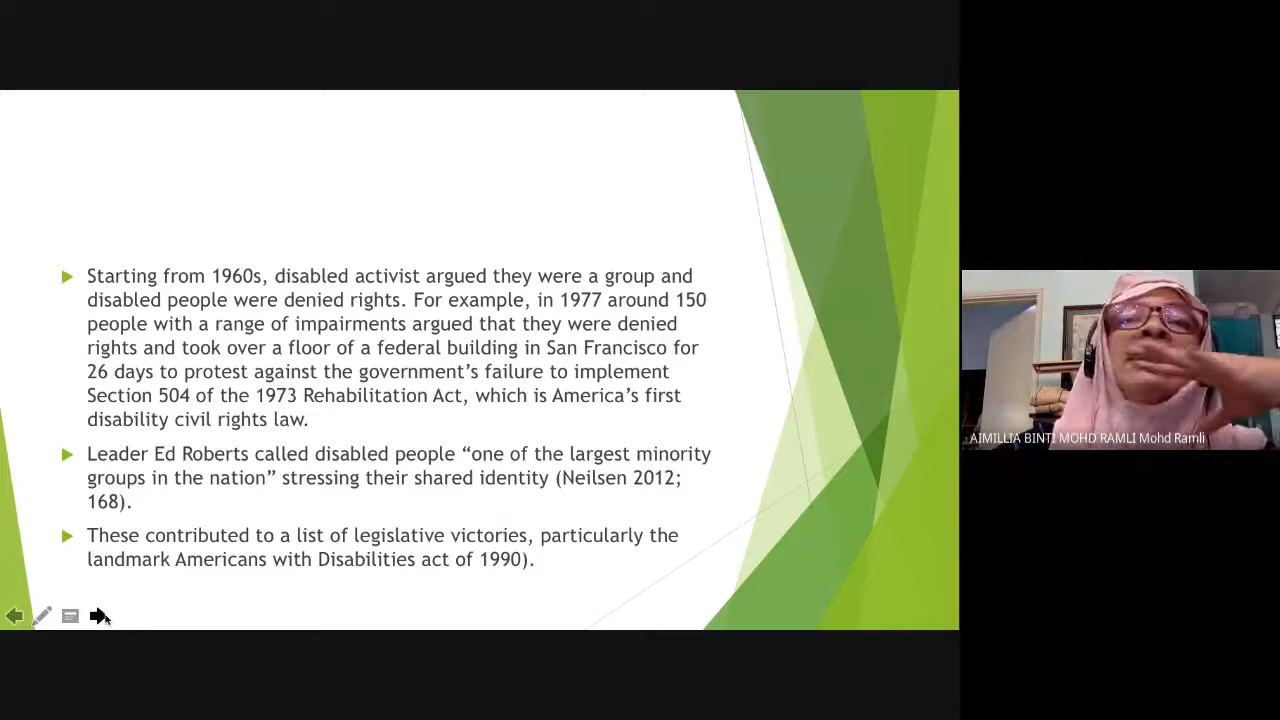 Starting from 1960s, disabled activist argued they were a group and
disabled people were denied rights. For example, in 1977 around 150
people with a range of impairments argued that they were denied
rights and took over a floor of a federal building in San Francisco for
26 days to protest against the government’s failure to implement
Section 504 of the 1973 Rehabilitation Act, which is America’s first
disability civil rights law.
Leader Ed Roberts called disabled people “one of the largest minority
groups in the nation” stressing their shared identity (Neilsen 2012;
168).
These contributed to a list of legislative victories, particularly the
landmark Americans with Disabilities act of 1990).
AIMILLIA BINTI MOHD RAMLI Mohd Ramli